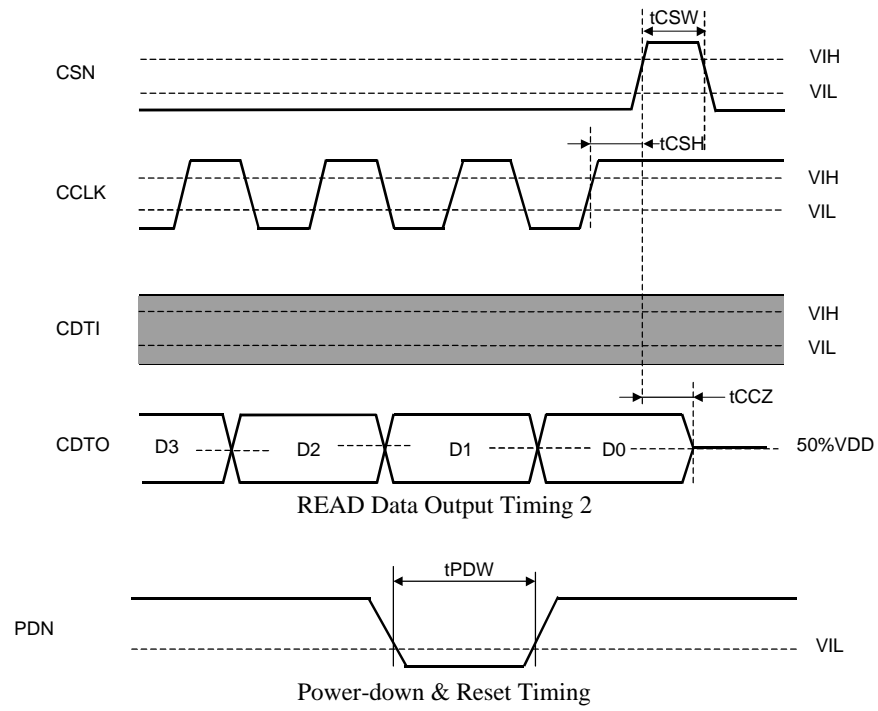 tCSW
CSN
VIH
VIL
tCSH
CCLK
VIH
VIL
CDTI
VIH
VIL
tCCZ
CDTO
D3
D2
D1
D0
50%VDD
READ Data Output Timing 2
tPDW
PDN
VIL
Power-down & Reset Timing